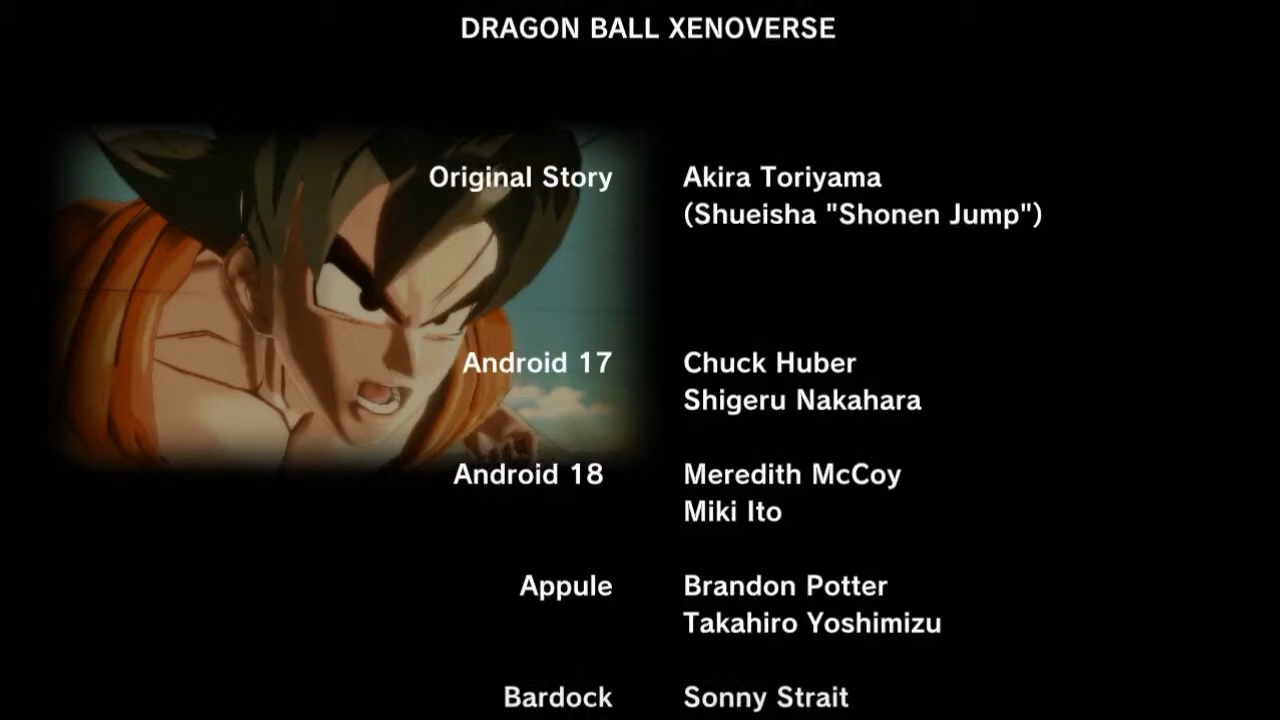 DRAGON BALL XENOVERSE
Original Story Akira Toriyama
(Shueisha "Shonen Jump")
Android 17 Chuck Huber
Shigeru Nakahara
Android 18 Meredith McCoy
Miki Ito
Appule Brandon Potter
Takahiro Yoshimizu
Bardock Sonny Strait